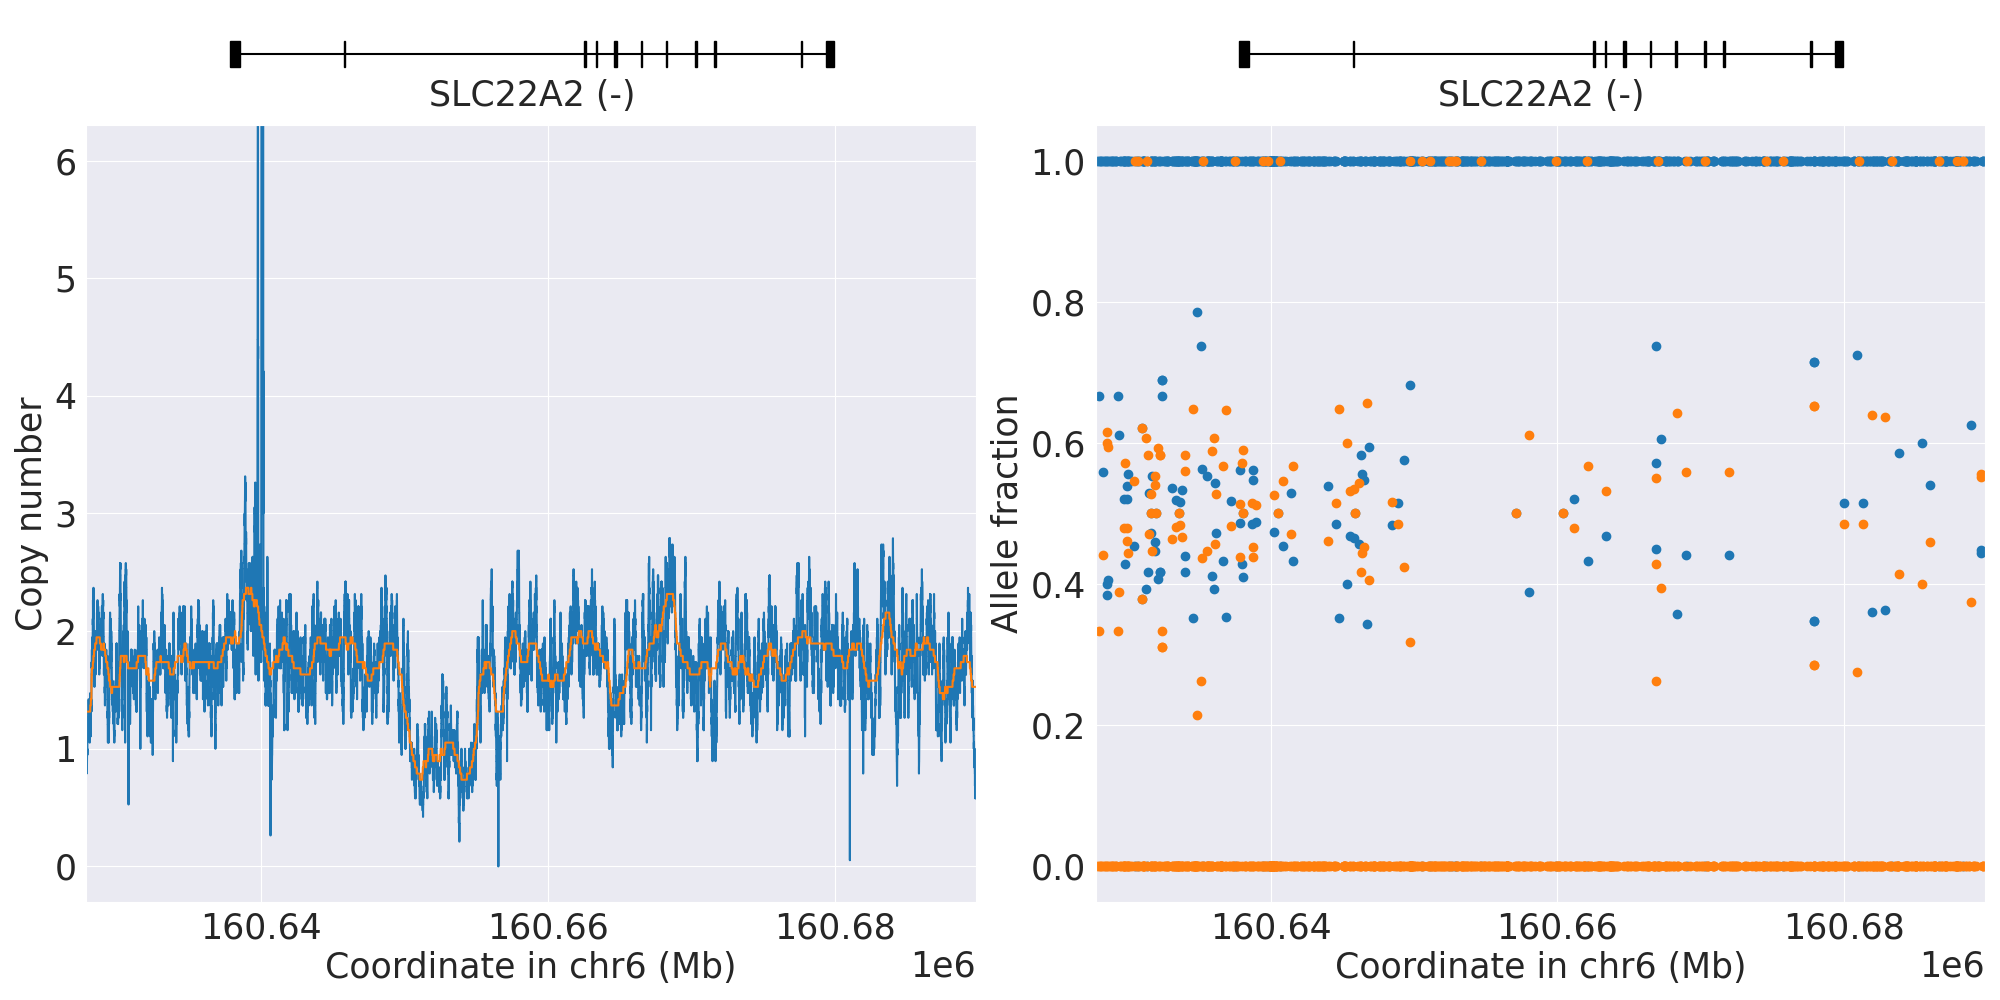 SLC22A2 (-)
6
5
4
3
2
1
0
Copy number
160.64
160.66
160.68
Coordinate in chr6 (Mb)
1e6
SLC22A2 (-)
1.0
0.8
0.6
0.4
0.2
0.0
Allele fraction
160.64
160.66
160.68
Coordinate in chr6 (Mb)
1e6